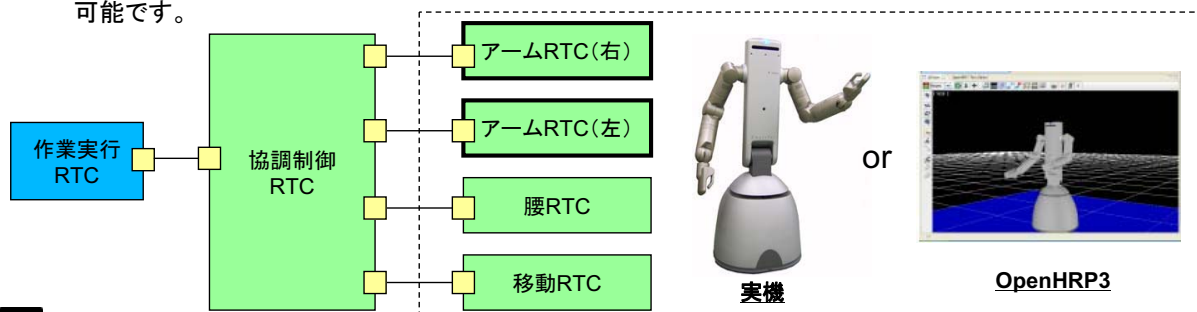 可能です。
アームRTC(右)
アームRTC(左)
作業実行
RTC
協調制御
RTC
腰RTC
移動RTC
or
実機
OpenHRP3